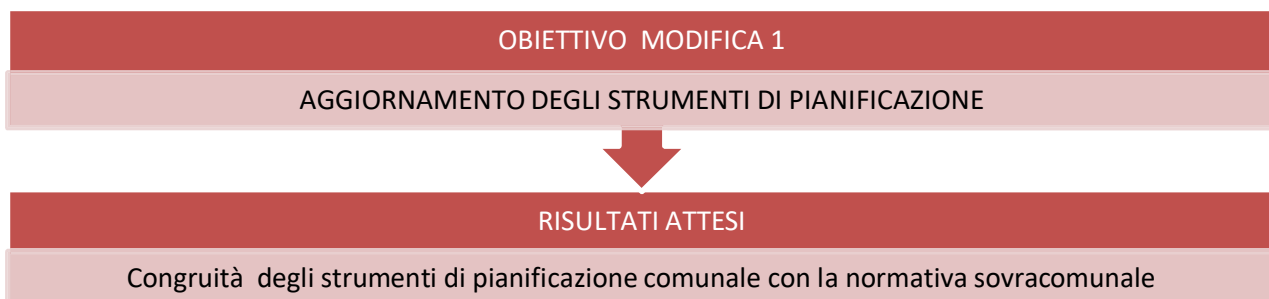 OBIETTIVO MODIFICA 1
AGGIORNAMENTO DEGLI STRUMENTI DI PIANIFICAZIONE
RISULTATI ATTESI
Congruità degli strumenti di pianificazione comunale con la normativa sovracomunale